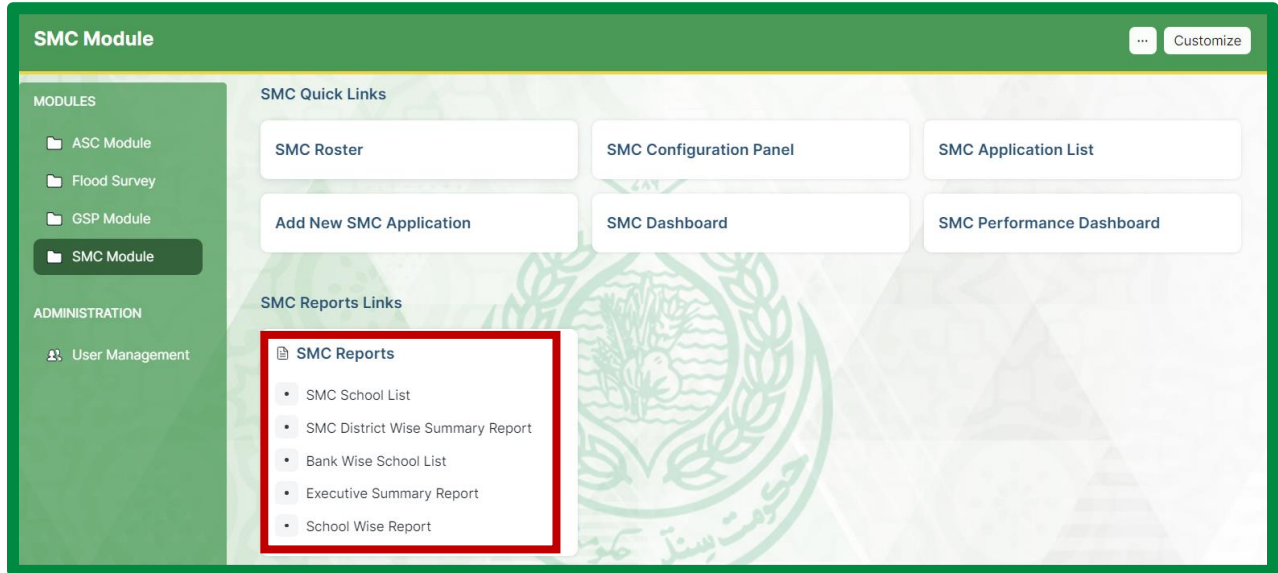 SMC Module
... Customize
MODULES
ASC Module
Flood Survey
GSP Module
SMC Module
ADMINISTRATION
User Management
SMC Quick Links
SMC Roster
SMC Configuration Panel
SMC Application List
Add New SMC Application
SMC Dashboard
SMC Performance Dashboard
SMC Reports Links
SMC Reports
• SMC School List
• SMC District Wise Summary Report
• Bank Wise School List
• Executive Summary Report
• School Wise Report